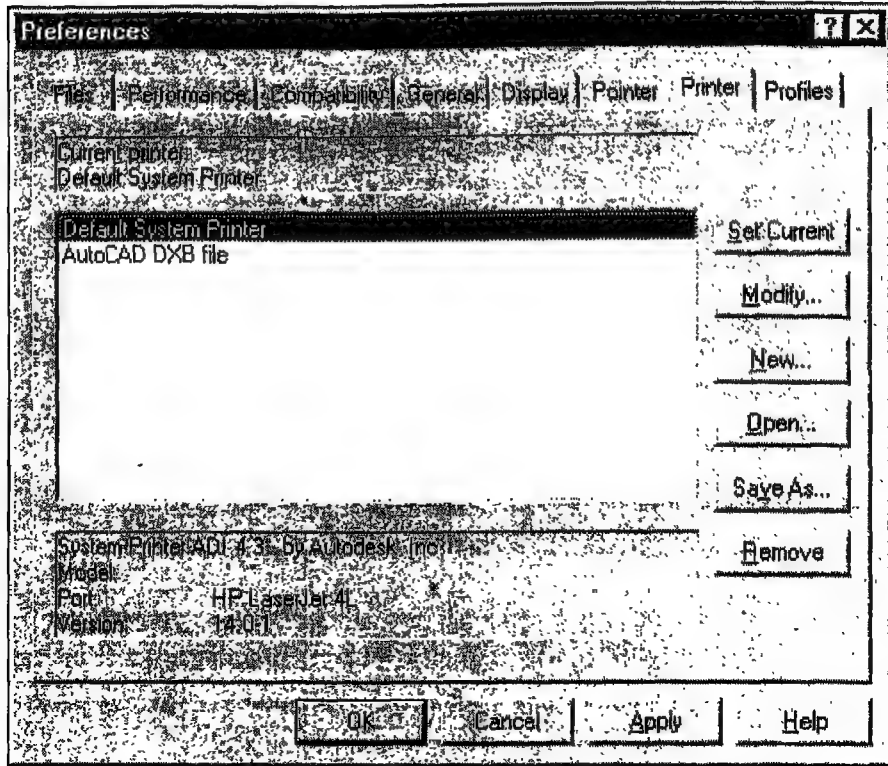 Preferences
Files Performance Compatibility General Display Pointer Printer Profiles
Current printer:
Default System Printer
Default System Printer
AutoCAD DXB file
Set Current
Modify...
New...
Open...
Save As...
Remove
System Printer ADI 4.3 by Autodesk, Inc
Model:
Port: HP LaserJet 4L
Version: 14.0.1
OK Cancel Apply Help